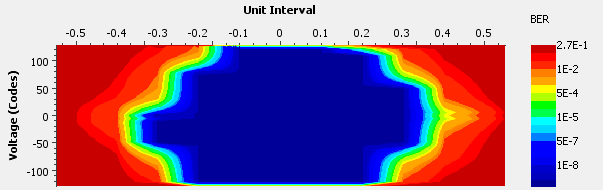 Unit Interval
BER
-0.5 -0.4 -0.3 -0.2 -0.1 0 0.1 0.2 0.3 0.4 0.5
Voltage (Codes)
100
50
0
-50
-100
2.7E-1
1E-2
5E-4
1E-5
5E-7
1E-8